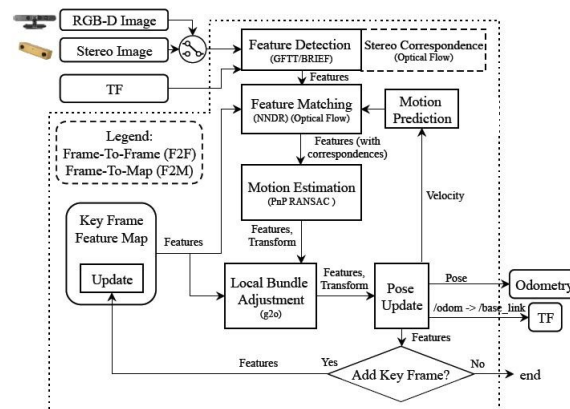 RGB-D Image
Stereo Image
TF
Feature Detection
(GFTT/BRIEF)
Stereo Correspondence
(Optical Flow)
Features
Feature Matching
(NNDR) (Optical Flow)
Motion
Prediction
Legend:
Frame-To-Frame (F2F)
Frame-To-Map (F2M)
Features (with
correspondences)
Motion Estimation
(PnP RANSAC )
Velocity
Key Frame
Feature Map
Features
Update
Features,
Transform
Local Bundle
Adjustment
(g2o)
Features,
Transform
Pose
Update
Pose
Odometry
/odom -> /base_link
TF
Features
Add Key Frame?
Yes
Features
No
end